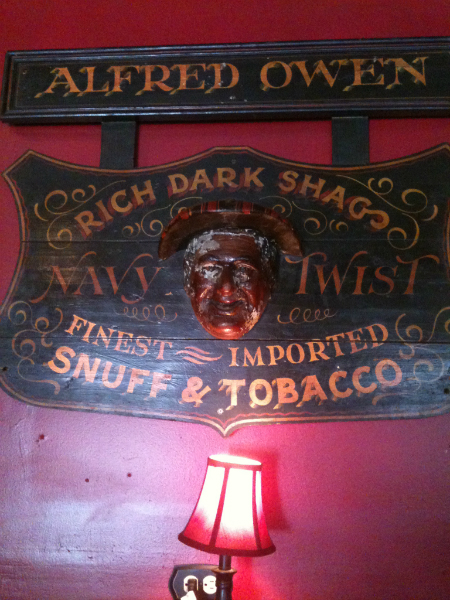 ALFRED OWEN
RICH DARK SHAGS
NAVY TWIST
FINEST IMPORTED
SNUFF & TOBACCO